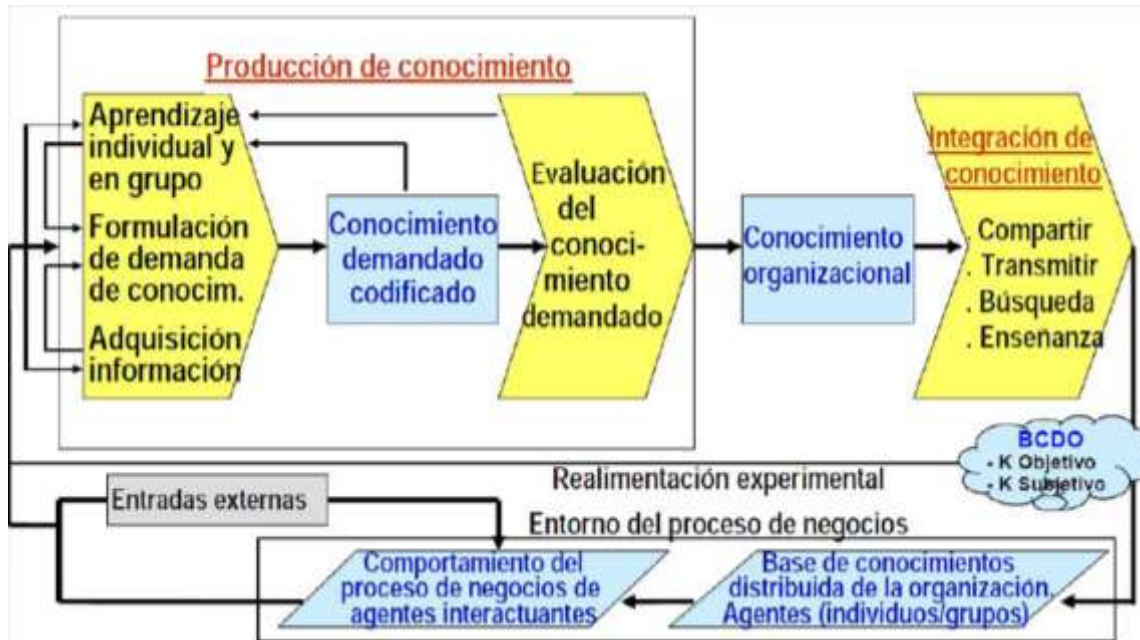 Producción de conocimiento
Aprendizaje
individual y
en grupo
Formulación
de demanda
de conocim.
Adquisición
información
Conocimiento
demandado
codificado
Evaluación
del
conoci-
miento
demandado
Conocimiento
organizacional
Integración de
conocimiento
Compartir
. Transmitir
. Búsqueda
. Enseñanza
BCDO
- K Objetivo
- K Subjetivo
Realimentación experimental
Entradas externas
Entorno del proceso de negocios
Comportamiento del
proceso de negocios de
agentes interactuantes
Base de conocimientos
distribuida de la organización.
Agentes (individuos/grupos)